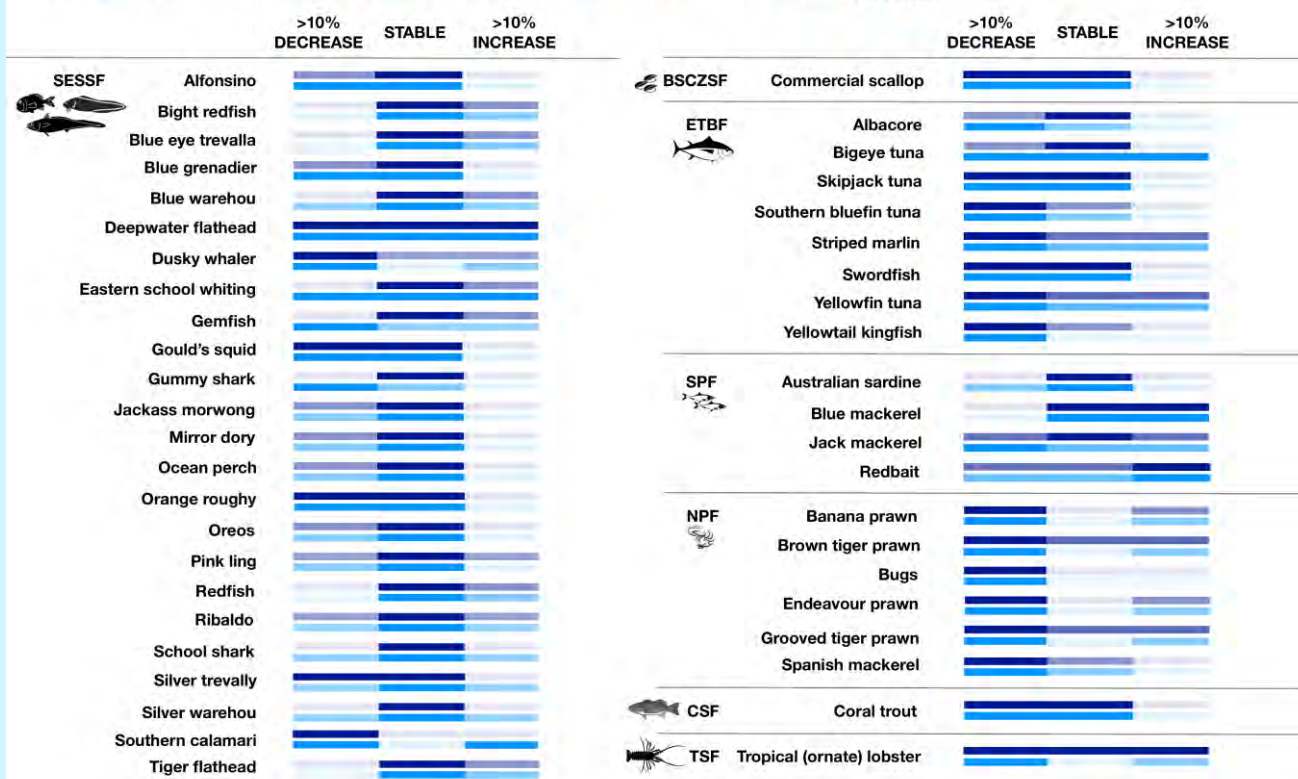 >10%
DECREASE
STABLE
>10%
INCREASE
SESSF
Alfonsino
Bight redfish
Blue eye trevalla
Blue grenadier
Blue warehou
Deepwater flathead
Dusky whaler
Eastern school whiting
Gemfish
Gould's squid
Gummy shark
Jackass morwong
Mirror dory
Ocean perch
Orange roughy
Oreos
Pink ling
Redfish
Ribaldo
School shark
Silver trevally
Silver warehou
Southern calamari
Tiger flathead
>10%
DECREASE
STABLE
>10%
INCREASE
BSCZSF
Commercial scallop
ETBF
Albacore
Bigeye tuna
Skipjack tuna
Southern bluefin tuna
Striped marlin
Swordfish
Yellowfin tuna
Yellowtail kingfish
SPF
Australian sardine
Blue mackerel
Jack mackerel
Redbait
NPF
Banana prawn
Brown tiger prawn
Bugs
Endeavour prawn
Grooved tiger prawn
Spanish mackerel
CSF
Coral trout
TSF
Tropical (ornate) lobster